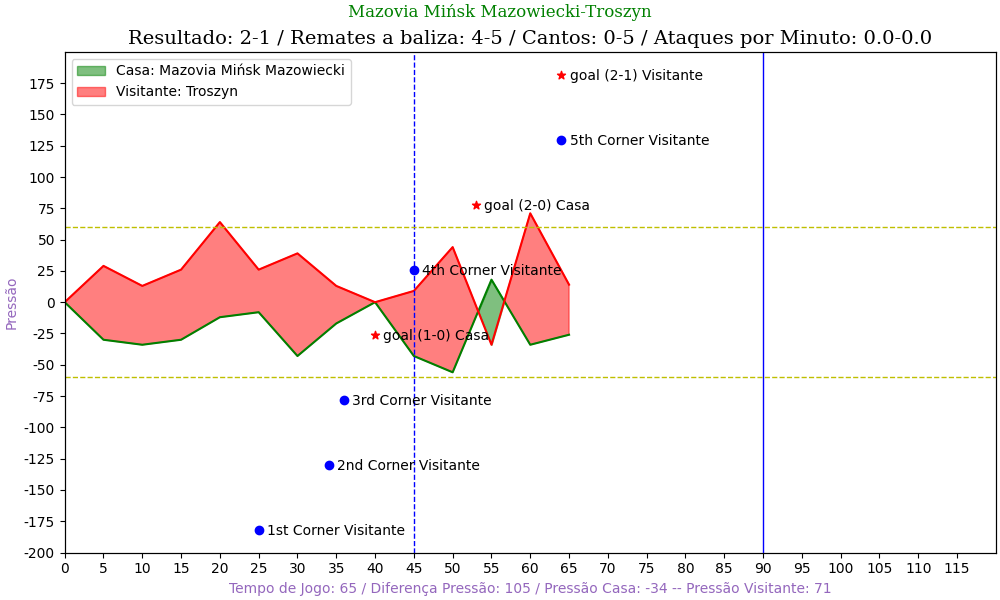 Mazovia Mińsk Mazowiecki-Troszyn
Resultado: 2-1 / Remates a baliza: 4-5 / Cantos: 0-5 / Ataques por Minuto: 0.0-0.0
Casa: Mazovia Mińsk Mazowiecki
Visitante: Troszyn
goal (2-1) Visitante
5th Corner Visitante
goal (2-0) Casa
4th Corner Visitante
goal (1-0) Casa
3rd Corner Visitante
2nd Corner Visitante
1st Corner Visitante
Pressão
175
150
125
100
75
50
25
0
-25
-50
-75
-100
-125
-150
-175
-200
0 5 10 15 20 25 30 35 40 45 50 55 60 65 70 75 80 85 90 95 100 105 110 115
Tempo de Jogo: 65 / Diferença Pressão: 105 / Pressão Casa: -34 -- Pressão Visitante: 71